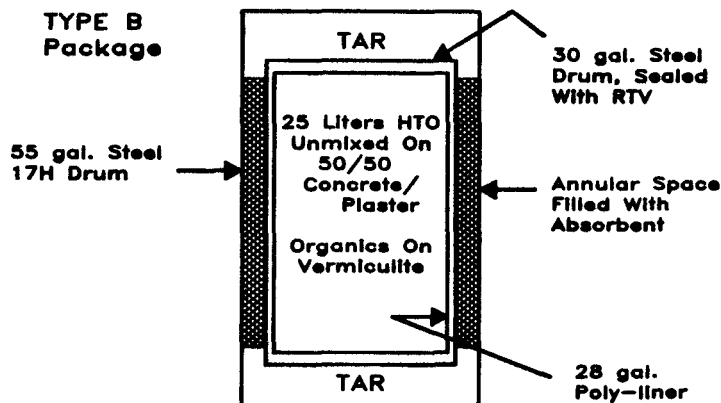 TYPE B
Package
TAR
30 gal. Steel
Drum, Sealed
With RTV
25 Liters HTO
Unmixed On
50/50
Concrete/
Plaster
Organics On
Vermiculite
55 gal. Steel
17H Drum
Annular Space
Filled With
Absorbent
TAR
28 gal.
Poly-liner